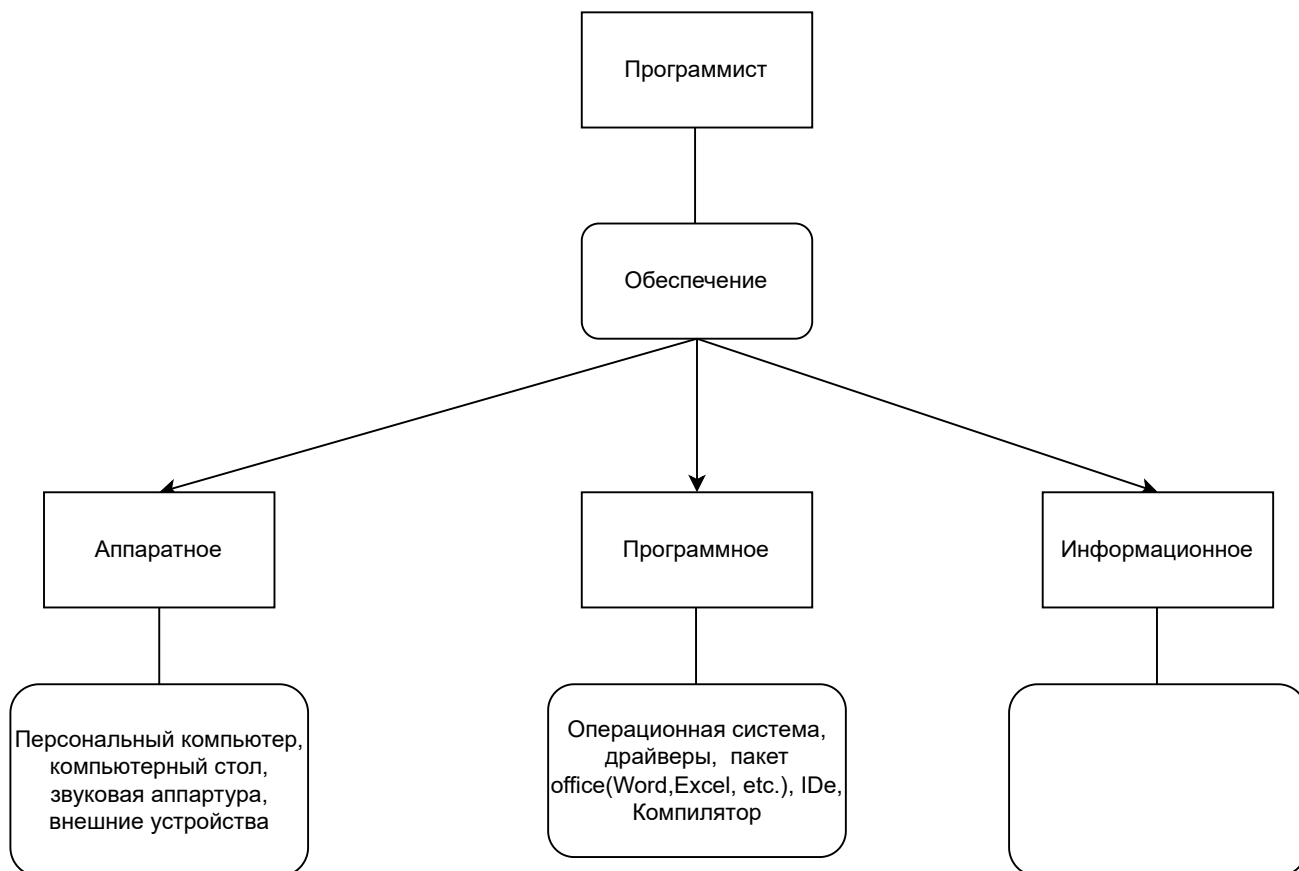 Программист
Обеспечение
Аппаратное
Программное
Информационное
Персональный компьютер,
компьютерный стол,
звуковая аппартура,
внешние устройства
Операционная система,
драйверы, пакет
office(Word,Excel, etc.), IDe,
Компилятор